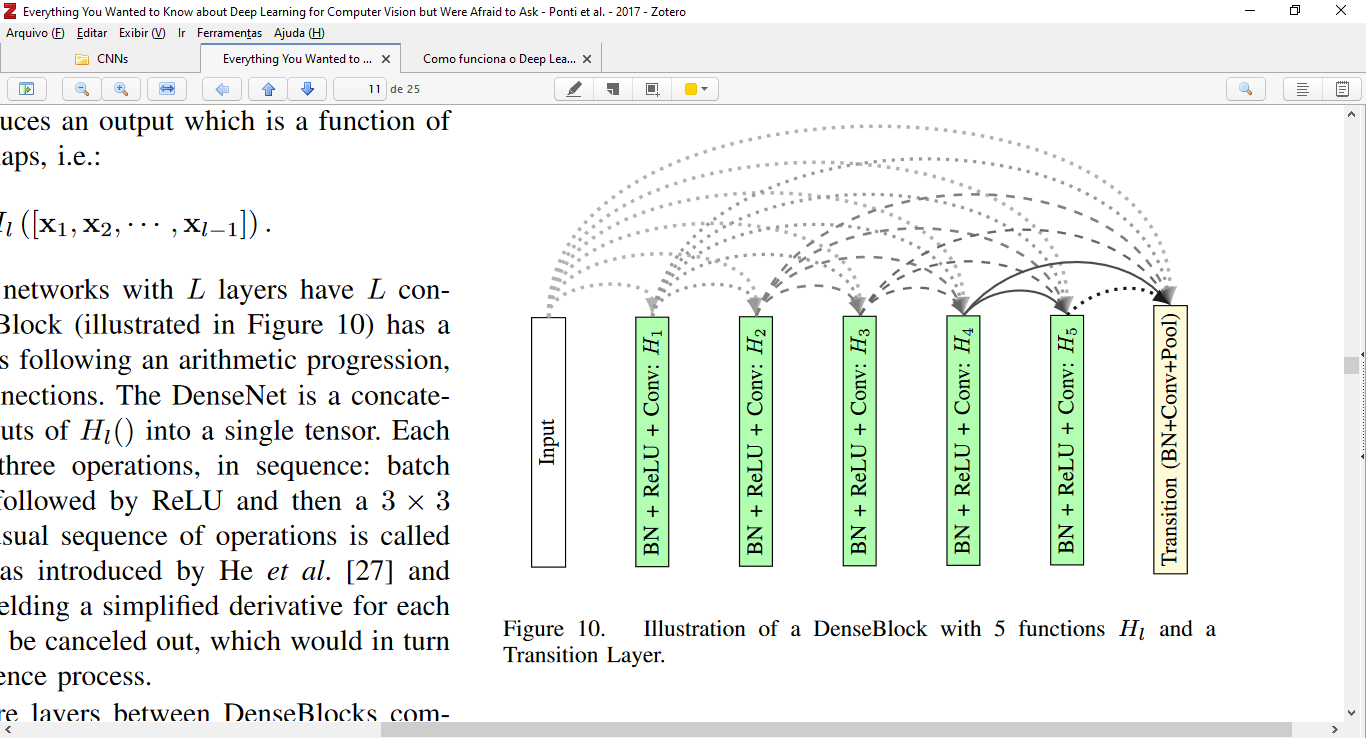 Everything You Wanted to Know about Deep Learning for Computer Vision but Were Afraid to Ask - Ponti et al. - 2017 - Zotero
Arquivo (F) Editar Exibir (V) Ir Ferramentas Ajuda (H)
CNNs
Everything You Wanted to ...
Como funciona o Deep Lea...
11 de 25
uces an output which is a function of
aps, i.e.:
([x1, x2, ··· , xl−1]) .
networks with L layers have L con-
Block (illustrated in Figure 10) has a
s following an arithmetic progression,
nnections. The DenseNet is a concate-
uts of Hl() into a single tensor. Each
three operations, in sequence: batch
followed by ReLU and then a 3 × 3
usual sequence of operations is called
as introduced by He et al. [27] and
elding a simplified derivative for each
be canceled out, which would in turn
ence process.
re layers between DenseBlocks com-
Input
BN + ReLU + Conv: H1
BN + ReLU + Conv: H2
BN + ReLU + Conv: H3
BN + ReLU + Conv: H4
BN + ReLU + Conv: H5
Transition (BN+Conv+Pool)
Figure 10. Illustration of a DenseBlock with 5 functions Hl and a
Transition Layer.